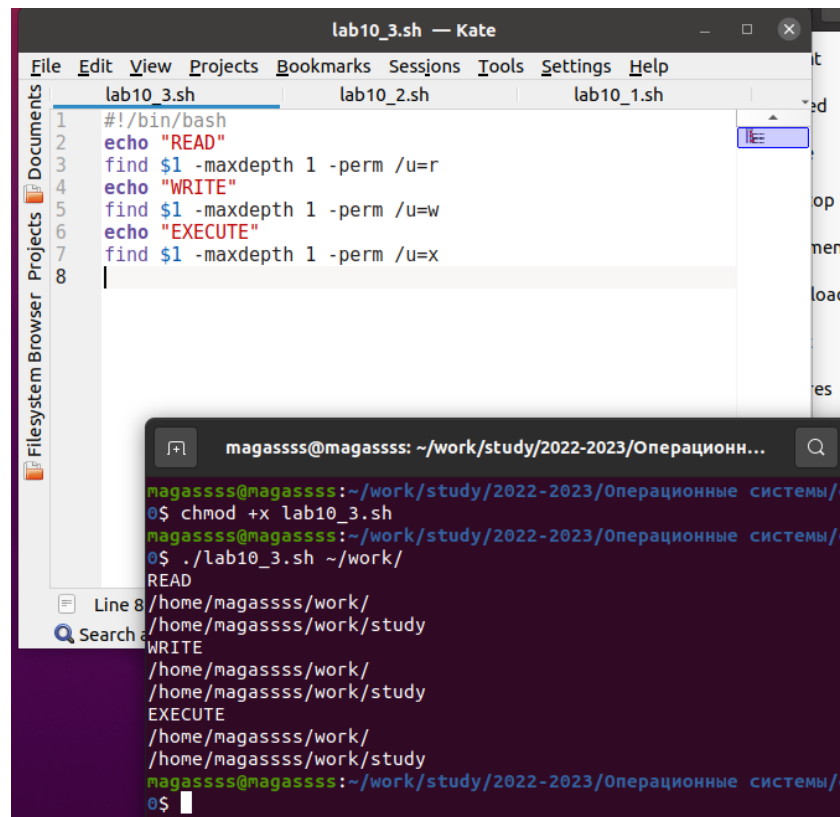 lab10_3.sh — Kate
File Edit View Projects Bookmarks Sessions Tools Settings Help
lab10_3.sh lab10_2.sh lab10_1.sh
Documents
Projects
Filesystem Browser
1 #!/bin/bash
2 echo "READ"
3 find $1 -maxdepth 1 -perm /u=r
4 echo "WRITE"
5 find $1 -maxdepth 1 -perm /u=w
6 echo "EXECUTE"
7 find $1 -maxdepth 1 -perm /u=x
8
Line 8
Search
magassss@magassss: ~/work/study/2022-2023/Операционн...
magassss@magassss:~/work/study/2022-2023/Операционные системы/
0$ chmod +x lab10_3.sh
magassss@magassss:~/work/study/2022-2023/Операционные системы/
0$ ./lab10_3.sh ~/work/
READ
/home/magassss/work/
/home/magassss/work/study
WRITE
/home/magassss/work/
/home/magassss/work/study
EXECUTE
/home/magassss/work/
/home/magassss/work/study
magassss@magassss:~/work/study/2022-2023/Операционные системы/
0$